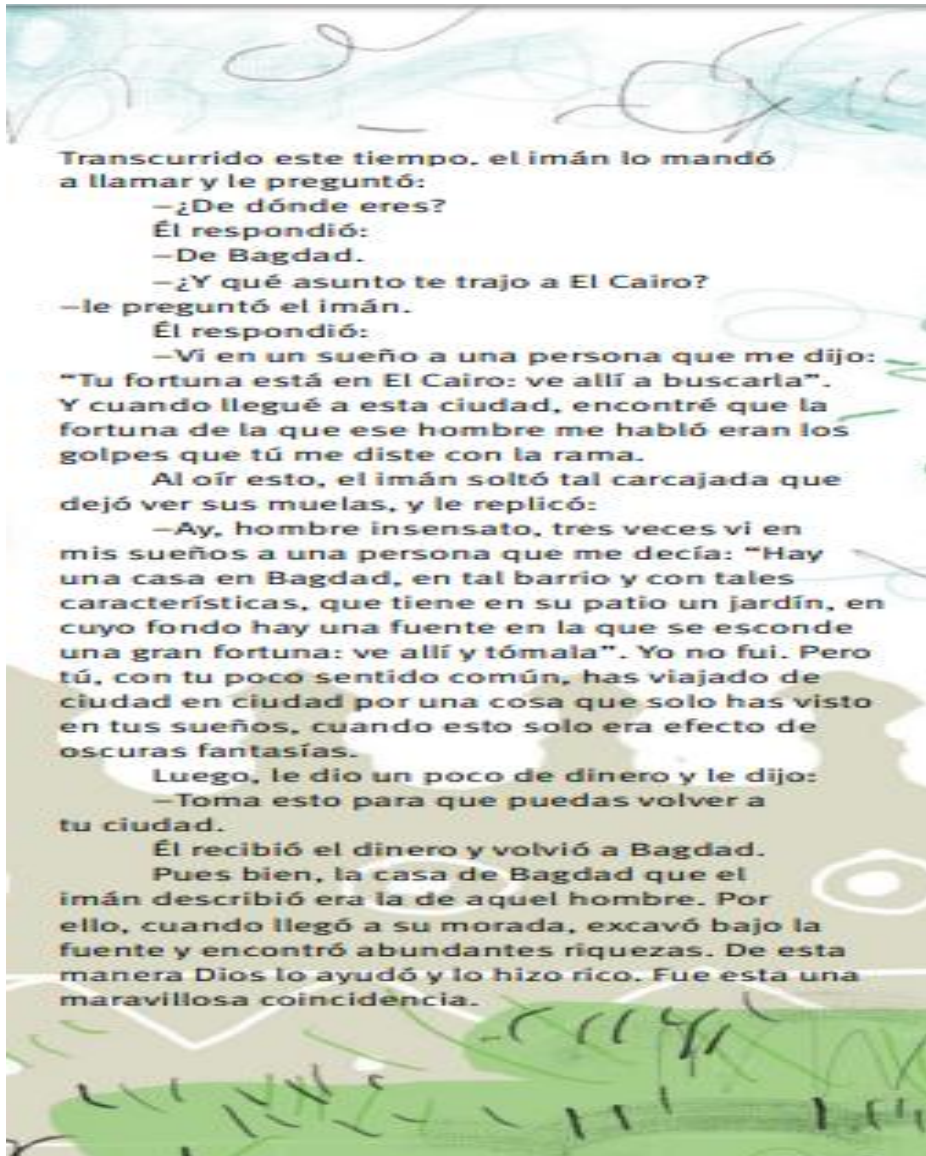 Transcurrido este tiempo, el imán lo mandó
a llamar y le preguntó:
—¿De dónde eres?
Él respondió:
—De Bagdad.
—¿Y qué asunto te trajo a El Cairo?
—le preguntó el imán.
Él respondió:
—Vi en un sueño a una persona que me dijo:
“Tu fortuna está en El Cairo: ve allí a buscarla”.
Y cuando llegué a esta ciudad, encontré que la
fortuna de la que ese hombre me habló eran los
golpes que tú me diste con la rama.
Al oír esto, el imán soltó tal carcajada que
dejó ver sus muelas, y le replicó:
—Ay, hombre insensato, tres veces vi en
mis sueños a una persona que me decía: “Hay
una casa en Bagdad, en tal barrio y con tales
características, que tiene en su patio un jardín, en
cuyo fondo hay una fuente en la que se esconde
una gran fortuna: ve allí y tómala”. Yo no fui. Pero
tú, con tu poco sentido común, has viajado de
ciudad en ciudad por una cosa que solo has visto
en tus sueños, cuando esto solo era efecto de
oscuras fantasías.
Luego, le dio un poco de dinero y le dijo:
—Toma esto para que puedas volver a
tu ciudad.
Él recibió el dinero y volvió a Bagdad.
Pues bien, la casa de Bagdad que el
imán describió era la de aquel hombre. Por
ello, cuando llegó a su morada, excavó bajo la
fuente y encontró abundantes riquezas. De esta
manera Dios lo ayudó y lo hizo rico. Fue esta una
maravillosa coincidencia.